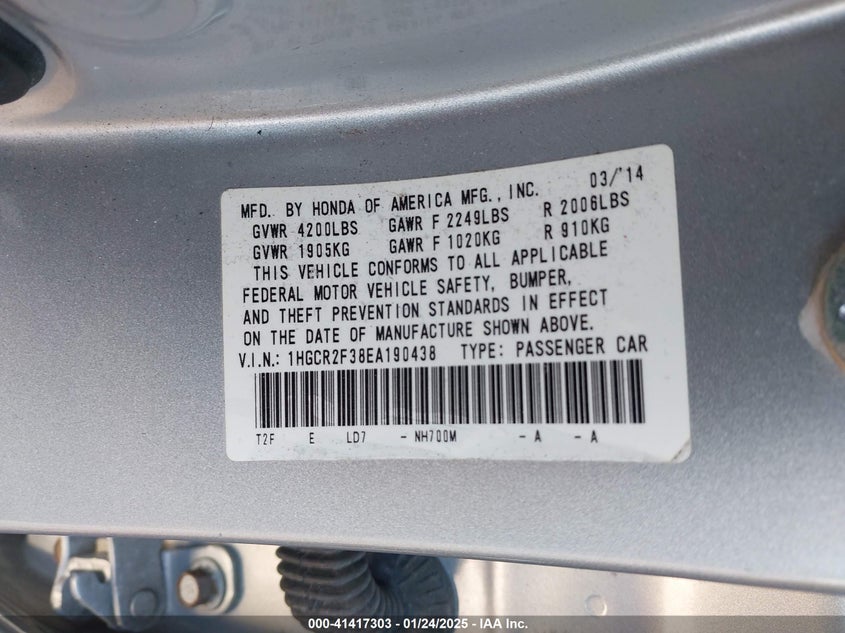 MFD. BY HONDA OF AMERICA MFG., INC. 03/'14
GVWR 4200LBS GAWR F 2249LBS R 2006LBS
GVWR 1905KG GAWR F 1020KG R 910KG
THIS VEHICLE CONFORMS TO ALL APPLICABLE
FEDERAL MOTOR VEHICLE SAFETY, BUMPER,
AND THEFT PREVENTION STANDARDS IN EFFECT
ON THE DATE OF MANUFACTURE SHOWN ABOVE.
V.I.N.: 1HGCR2F38EA190438 TYPE: PASSENGER CAR
T2F E LD7 - NH700M - A - A
000-41417303 - 01/24/2025 - IAA Inc.